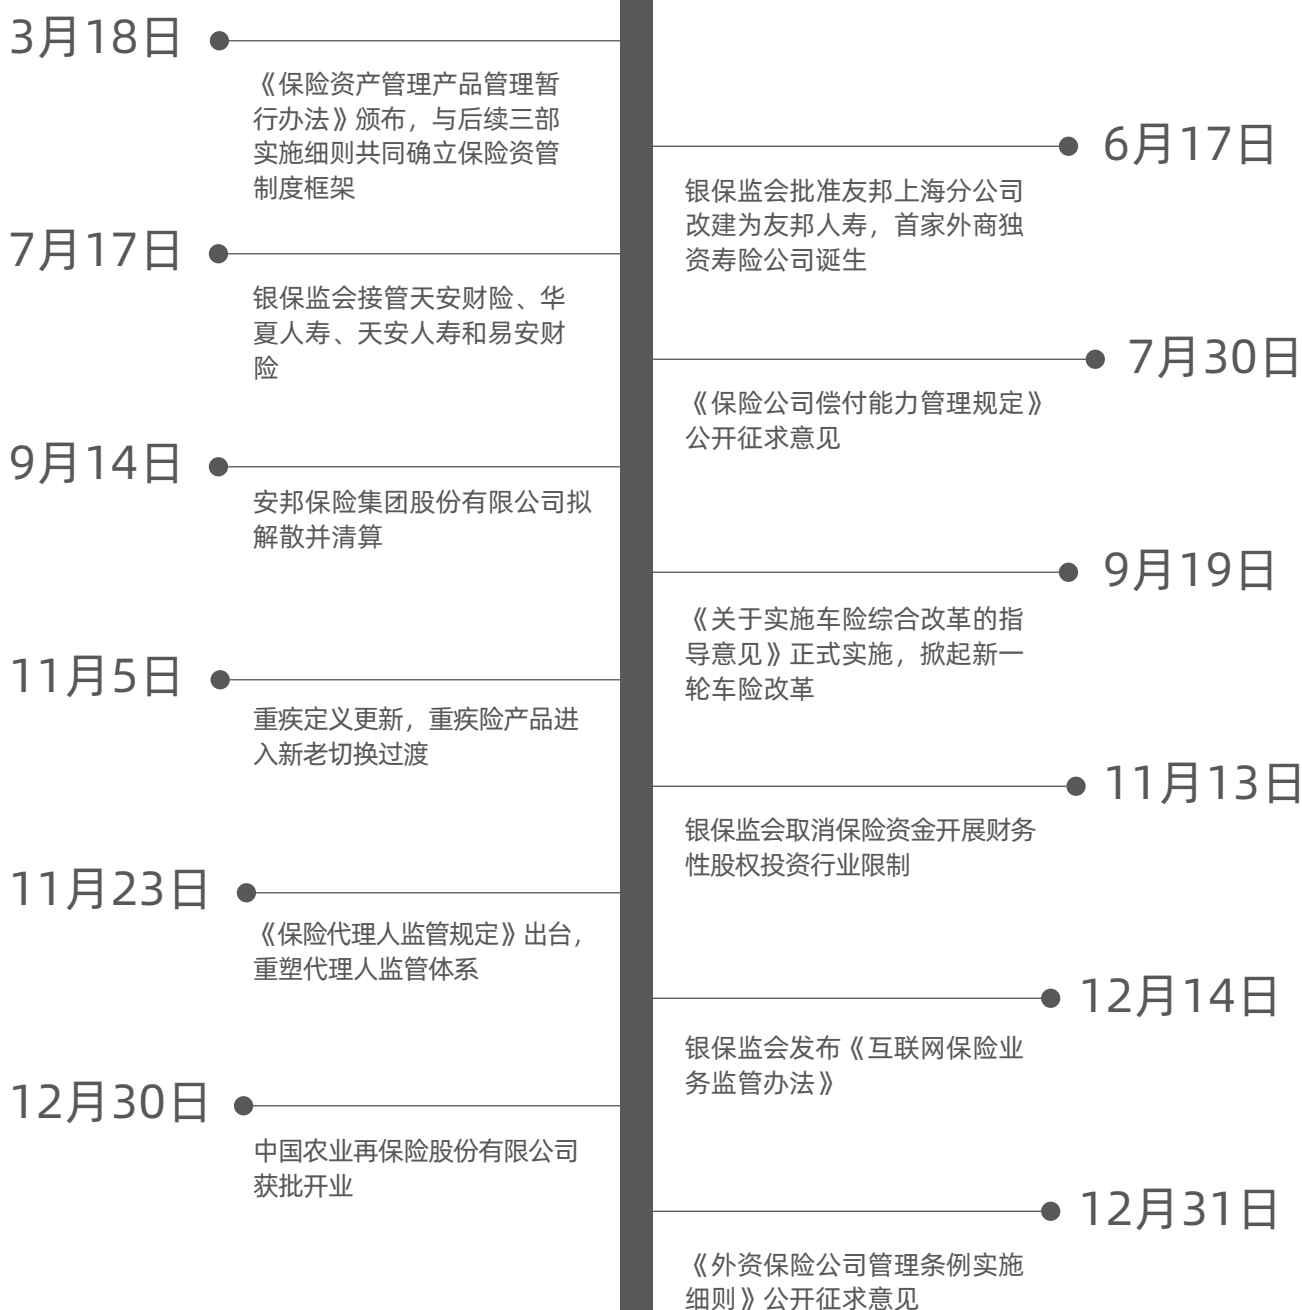 3月18日
《保险资产管理产品管理暂
行办法》颁布，与后续三部
实施细则共同确立保险资管
制度框架
6月17日
银保监会批准友邦上海分公司
改建为友邦人寿，首家外商独
资寿险公司诞生
7月17日
银保监会接管天安财险、华
夏人寿、天安人寿和易安财
险
7月30日
《保险公司偿付能力管理规定》
公开征求意见
9月14日
安邦保险集团股份有限公司拟
解散并清算
9月19日
《关于实施车险综合改革的指
导意见》正式实施，掀起新一
轮车险改革
11月5日
重疾定义更新，重疾险产品进
入新老切换过渡
11月13日
银保监会取消保险资金开展财务
性股权投资行业限制
11月23日
《保险代理人监管规定》出台，
重塑代理人监管体系
12月14日
银保监会发布《互联网保险业
务监管办法》
12月30日
中国农业再保险股份有限公司
获批开业
12月31日
《外资保险公司管理条例实施
细则》公开征求意见